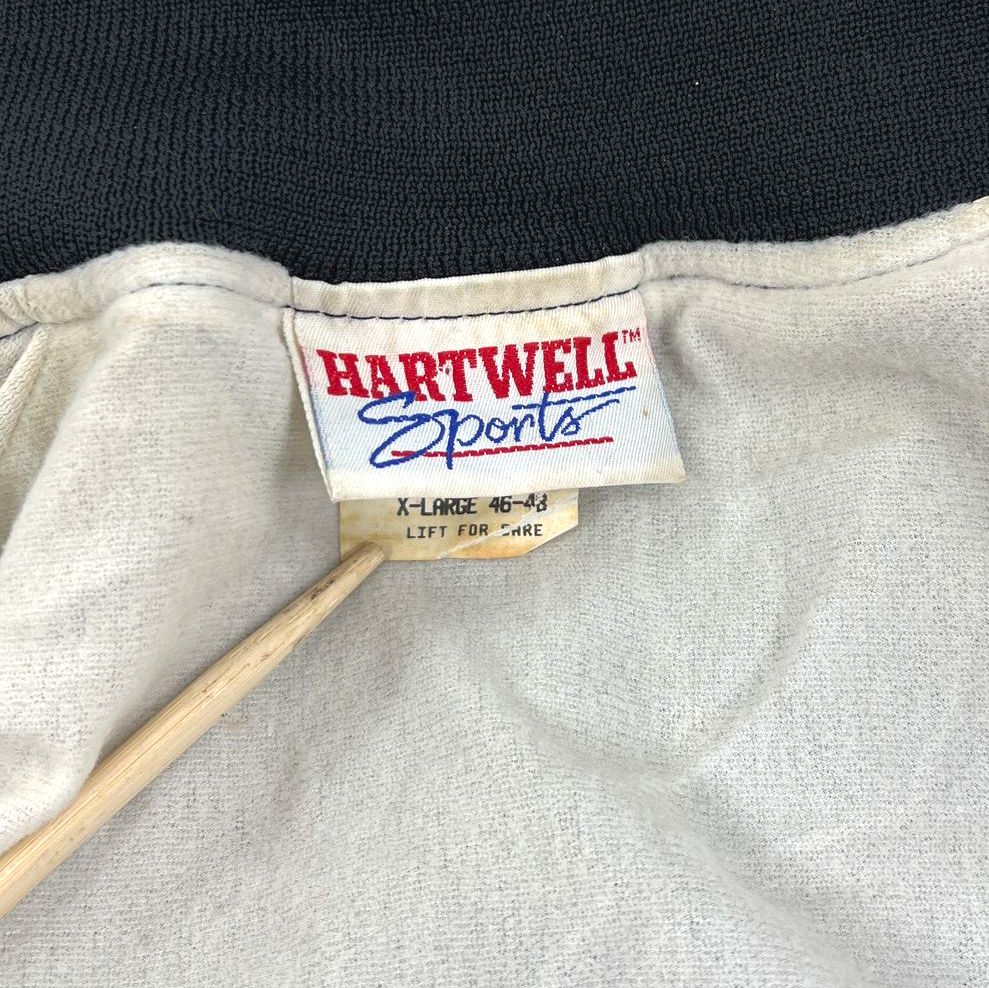 HARTWELL™
Sports
X-LARGE 46-48
LIFT FOR CARE